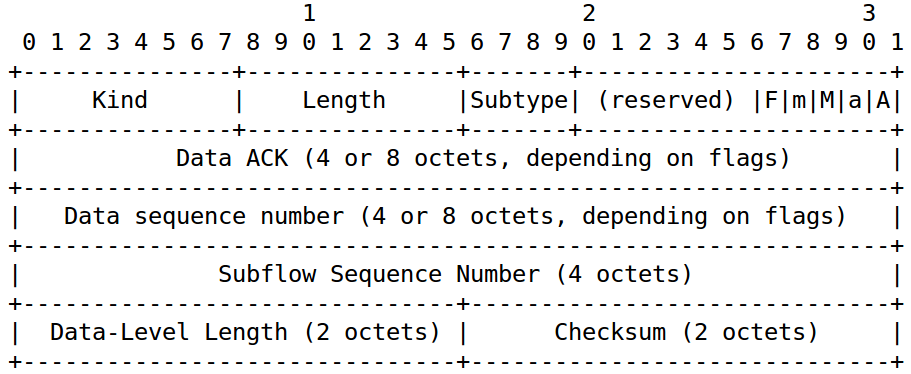 1                   2                   3
 0 1 2 3 4 5 6 7 8 9 0 1 2 3 4 5 6 7 8 9 0 1 2 3 4 5 6 7 8 9 0 1
+---------------+---------------+-------+----------------------+
|     Kind      |    Length     |Subtype| (reserved) |F|m|M|a|A|
+---------------+---------------+-------+----------------------+
|           Data ACK (4 or 8 octets, depending on flags)       |
+--------------------------------------------------------------+
|   Data sequence number (4 or 8 octets, depending on flags)   |
+--------------------------------------------------------------+
|              Subflow Sequence Number (4 octets)              |
+-------------------------------+------------------------------+
|  Data-Level Length (2 octets) |      Checksum (2 octets)     |
+-------------------------------+------------------------------+